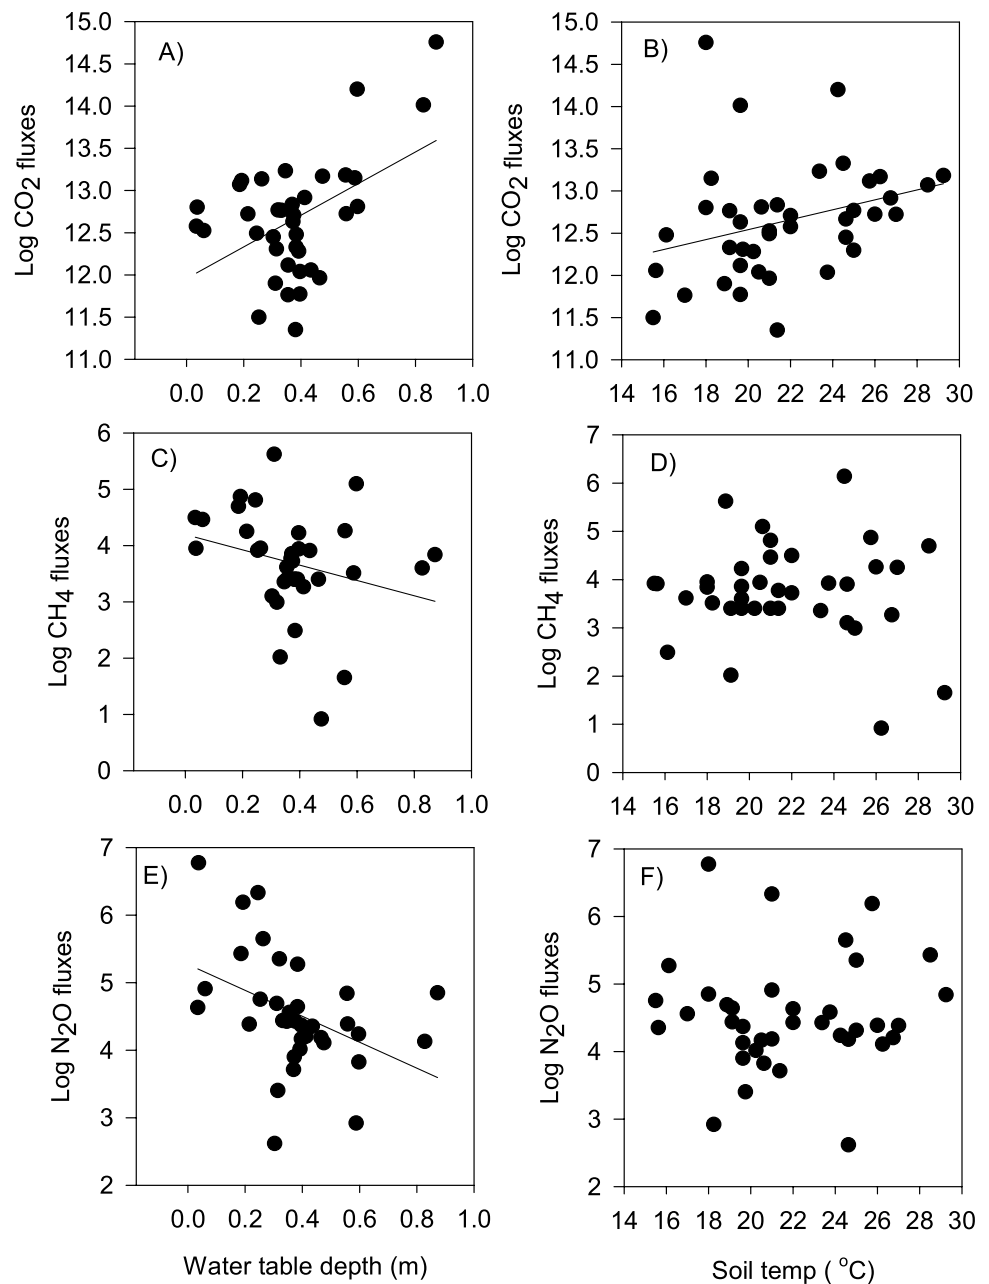 A)
15.0
14.5
14.0
13.5
13.0
12.5
12.0
11.5
11.0
Log CO2 fluxes
0.0 0.2 0.4 0.6 0.8 1.0
B)
15.0
14.5
14.0
13.5
13.0
12.5
12.0
11.5
11.0
Log CO2 fluxes
14 16 18 20 22 24 26 28 30
C)
6
5
4
3
2
1
0
Log CH4 fluxes
0.0 0.2 0.4 0.6 0.8 1.0
D)
7
6
5
4
3
2
1
0
Log CH4 fluxes
14 16 18 20 22 24 26 28 30
E)
7
6
5
4
3
2
Log N2O fluxes
0.0 0.2 0.4 0.6 0.8 1.0
Water table depth (m)
F)
7
6
5
4
3
2
Log N2O fluxes
14 16 18 20 22 24 26 28 30
Soil temp ( °C)